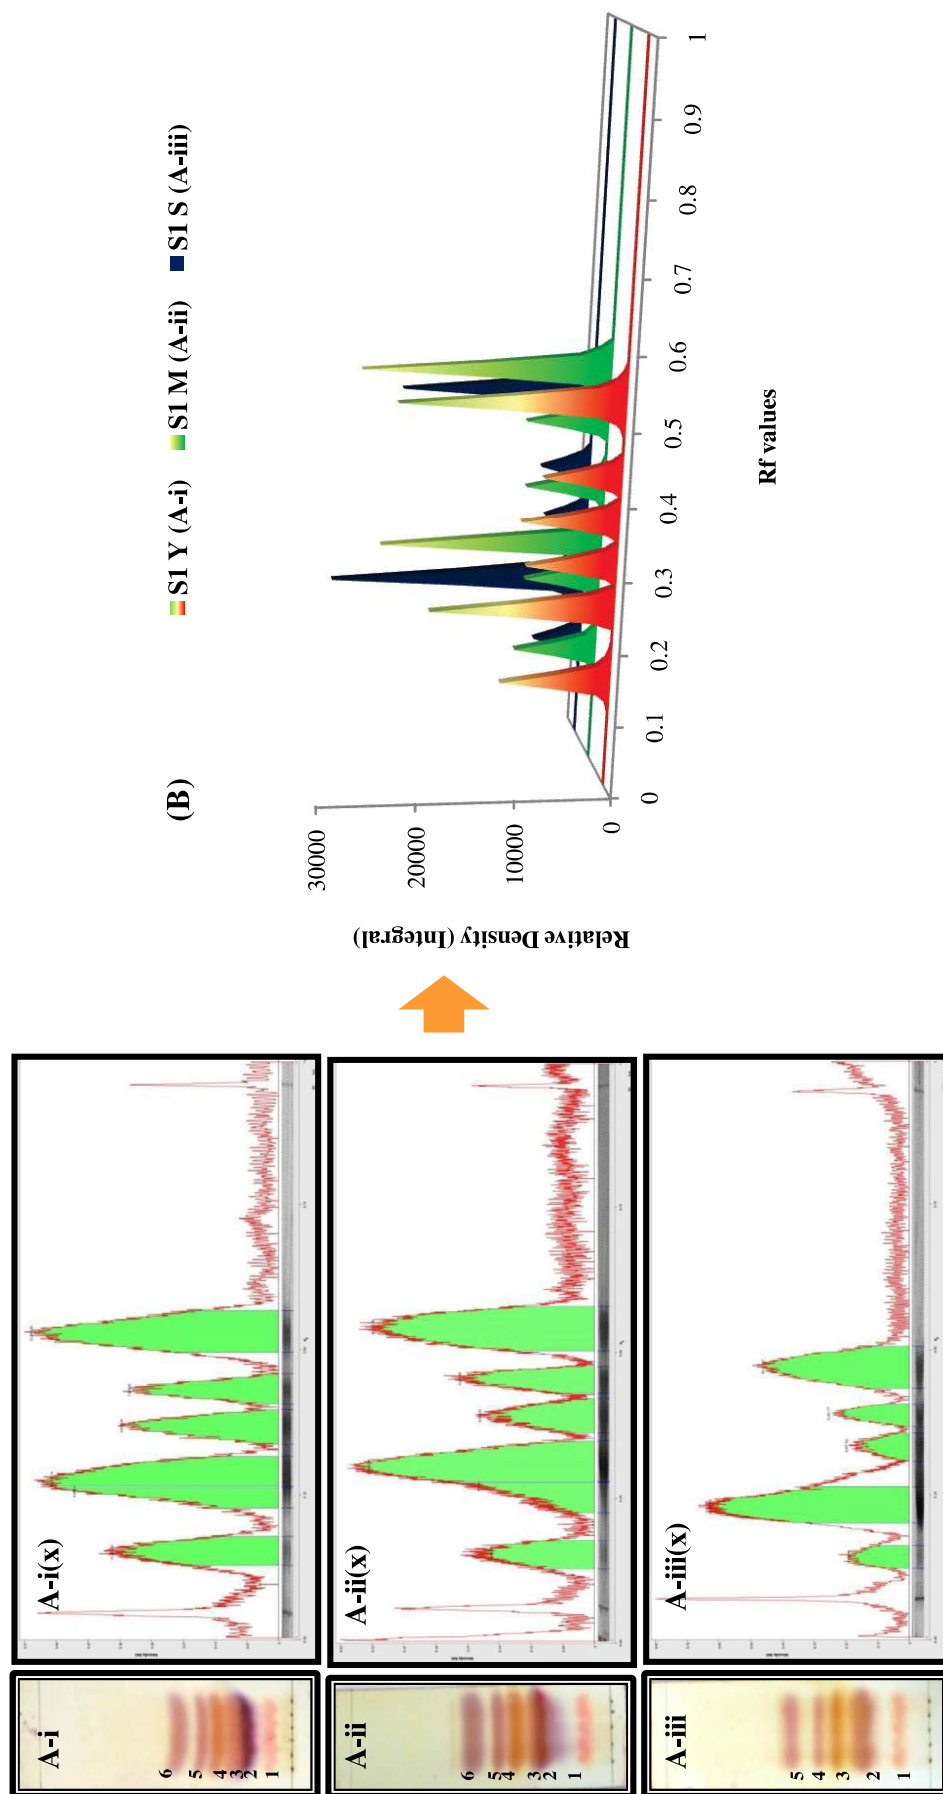 A-i
6
5
4
3
2
1
A-i(x)
A-ii
6
5
4
3
2
1
A-ii(x)
A-iii
5
4
3
2
1
A-iii(x)
(B)
S1 Y (A-i)
S1 M (A-ii)
S1 S (A-iii)
Relative Density (Integral)
30000
20000
10000
0
0
0.1
0.2
0.3
0.4
0.5
0.6
0.7
0.8
0.9
1
Rf values